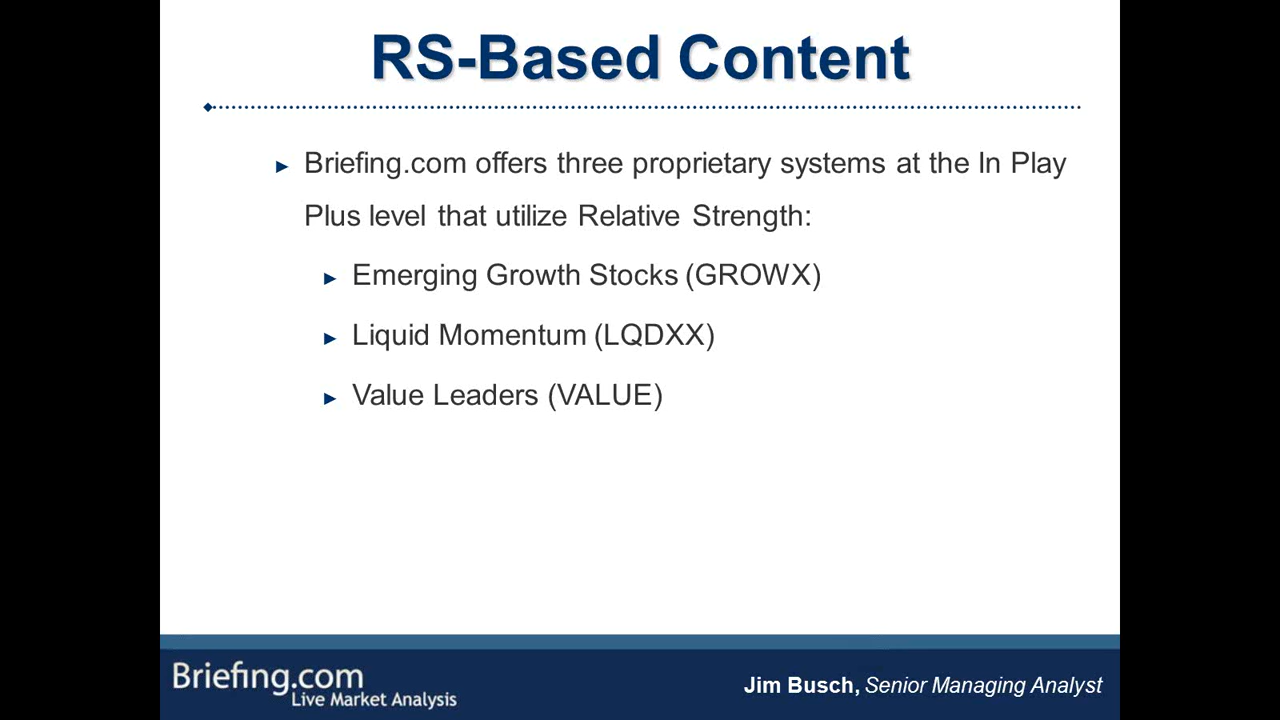 RS-Based Content
► Briefing.com offers three proprietary systems at the In Play
Plus level that utilize Relative Strength:
► Emerging Growth Stocks (GROWX)
► Liquid Momentum (LQDXX)
► Value Leaders (VALUE)
Briefing.com
Live Market Analysis
Jim Busch, Senior Managing Analyst